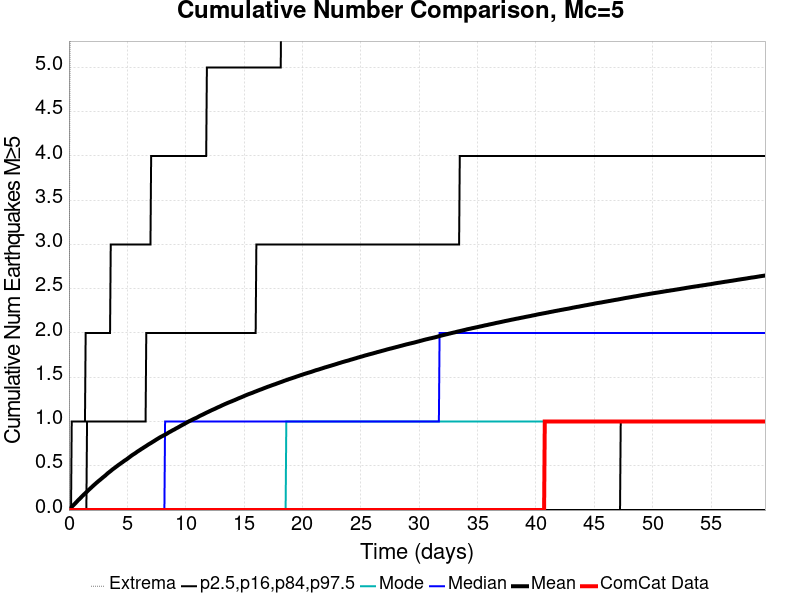 Cumulative Number Comparison, Mc=5
Cumulative Num Earthquakes M≥5
5.0
4.5
4.0
3.5
3.0
2.5
2.0
1.5
1.0
0.5
0.0
0 5 10 15 20 25 30 35 40 45 50 55
Time (days)
Extrema p2.5,p16,p84,p97.5 Mode Median Mean ComCat Data